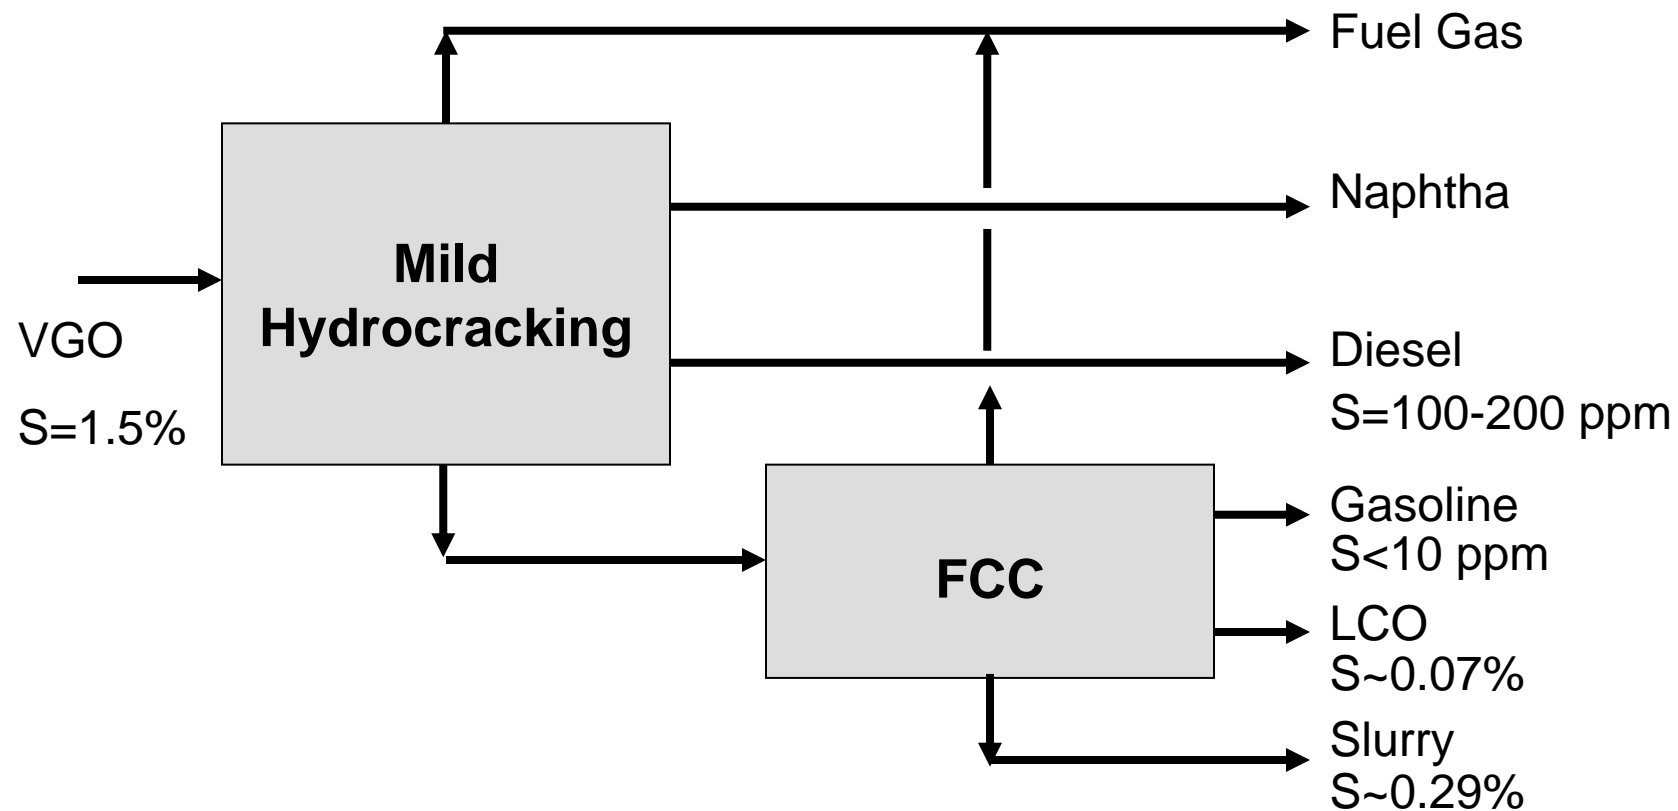 Fuel Gas
Naphtha
Mild
Hydrocracking
VGO
S=1.5%
Diesel
S=100-200 ppm
Gasoline
S<10 ppm
FCC
LCO
S~0.07%
Slurry
S~0.29%